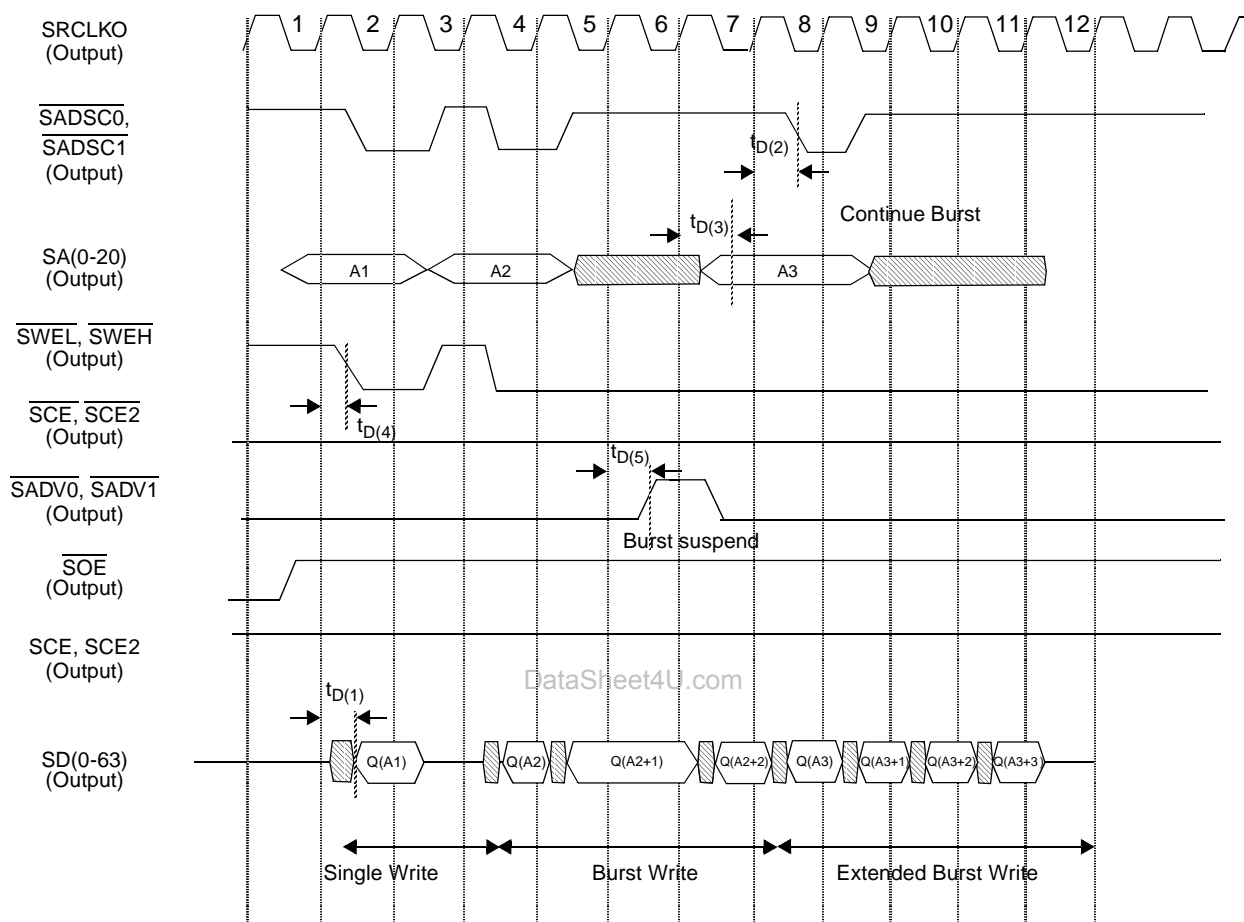 SRCLKO
(Output)
1 2 3 4 5 6 7 8 9 10 11 12
SADSC0,
SADSC1
(Output)
tD(2)
Continue Burst
tD(3)
SA(0-20)
(Output)
A1 A2 A3
SWEL, SWEH
(Output)
SCE, SCE2
(Output)
tD(4)
tD(5)
SADV0, SADV1
(Output)
Burst suspend
SOE
(Output)
SCE, SCE2
(Output)
DataSheet4U.com
tD(1)
SD(0-63)
(Output)
Q(A1) Q(A2) Q(A2+1) Q(A2+2) Q(A3) Q(A3+1) Q(A3+2) Q(A3+3)
Single Write Burst Write Extended Burst Write